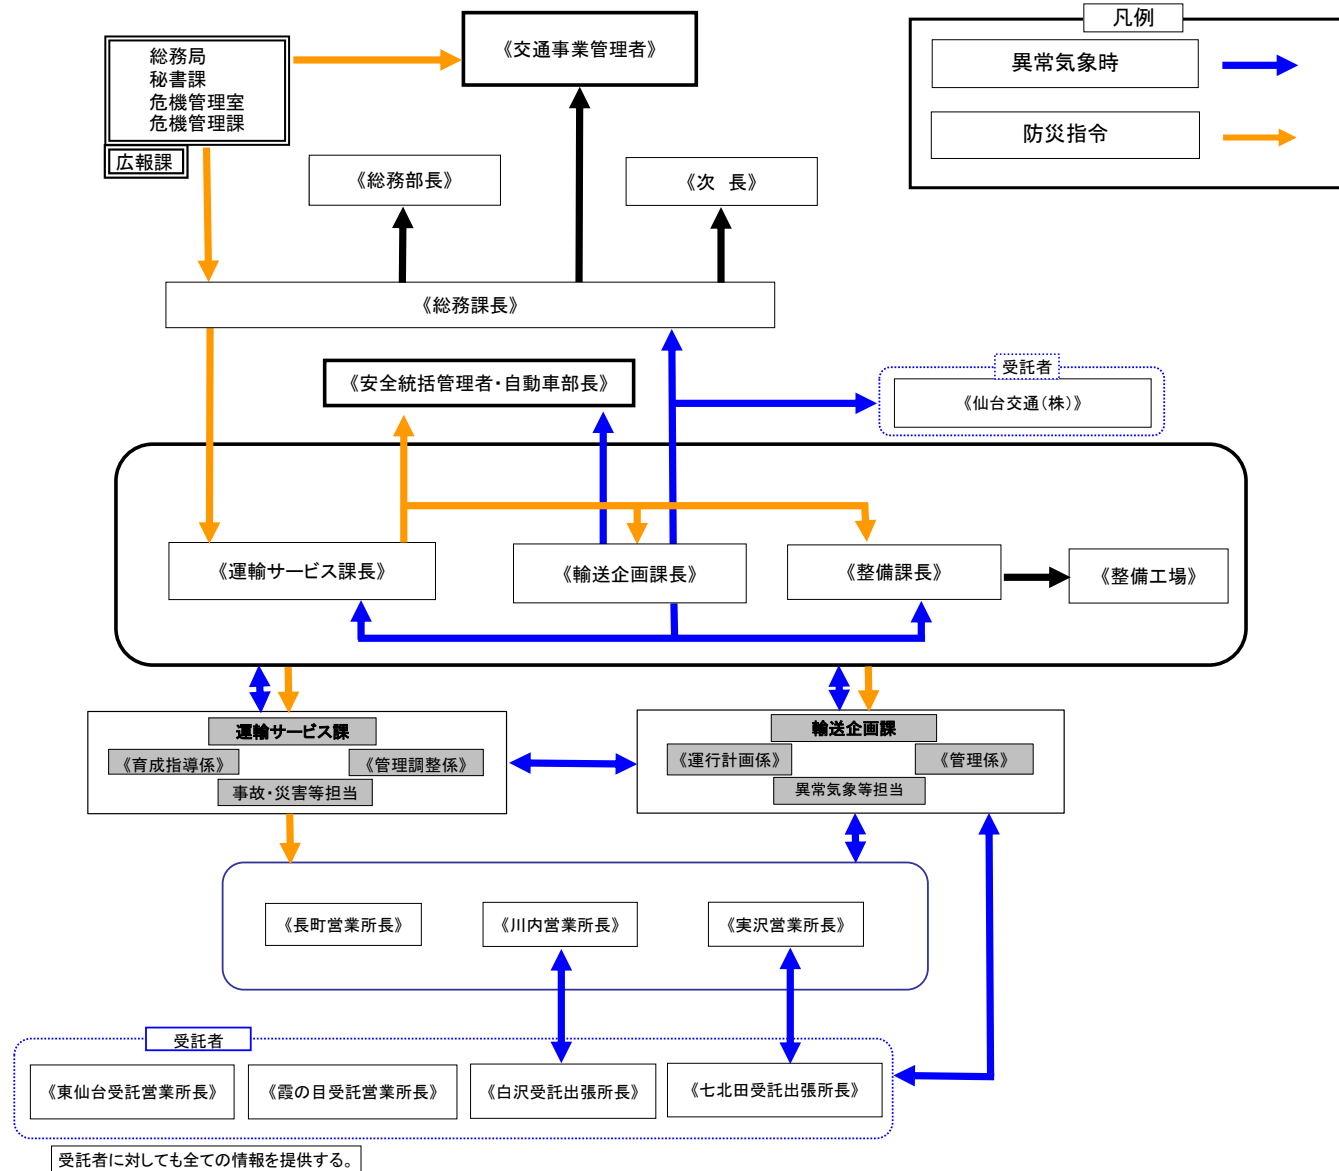 凡例
異常気象時
防災指令
総務局
秘書課
危機管理室
危機管理課
広報課
《交通事業管理者》
《総務部長》
《次　長》
《総務課長》
《安全統括管理者・自動車部長》
受託者
《仙台交通(株)》
《運輸サービス課長》
《輸送企画課長》
《整備課長》
《整備工場》
運輸サービス課
《育成指導係》
《管理調整係》
事故・災害等担当
輸送企画課
《運行計画係》
《管理係》
異常気象等担当
《長町営業所長》
《川内営業所長》
《実沢営業所長》
受託者
《東仙台受託営業所長》
《霞の目受託営業所長》
《白沢受託出張所長》
《七北田受託出張所長》
受託者に対しても全ての情報を提供する。